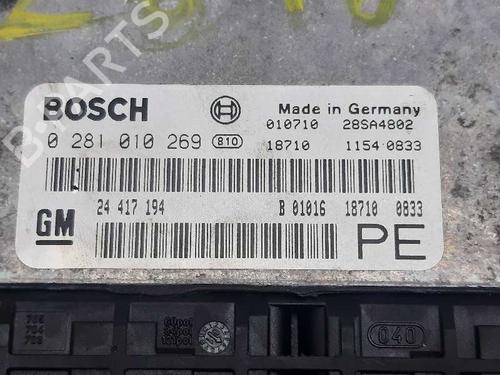 B-PARTS
BOSCH Made in Germany
0 281 010 269 810 010710 28SA4802
18710 1154 0833
GM 24 417 194 B 01016 18710 0833
PE
040